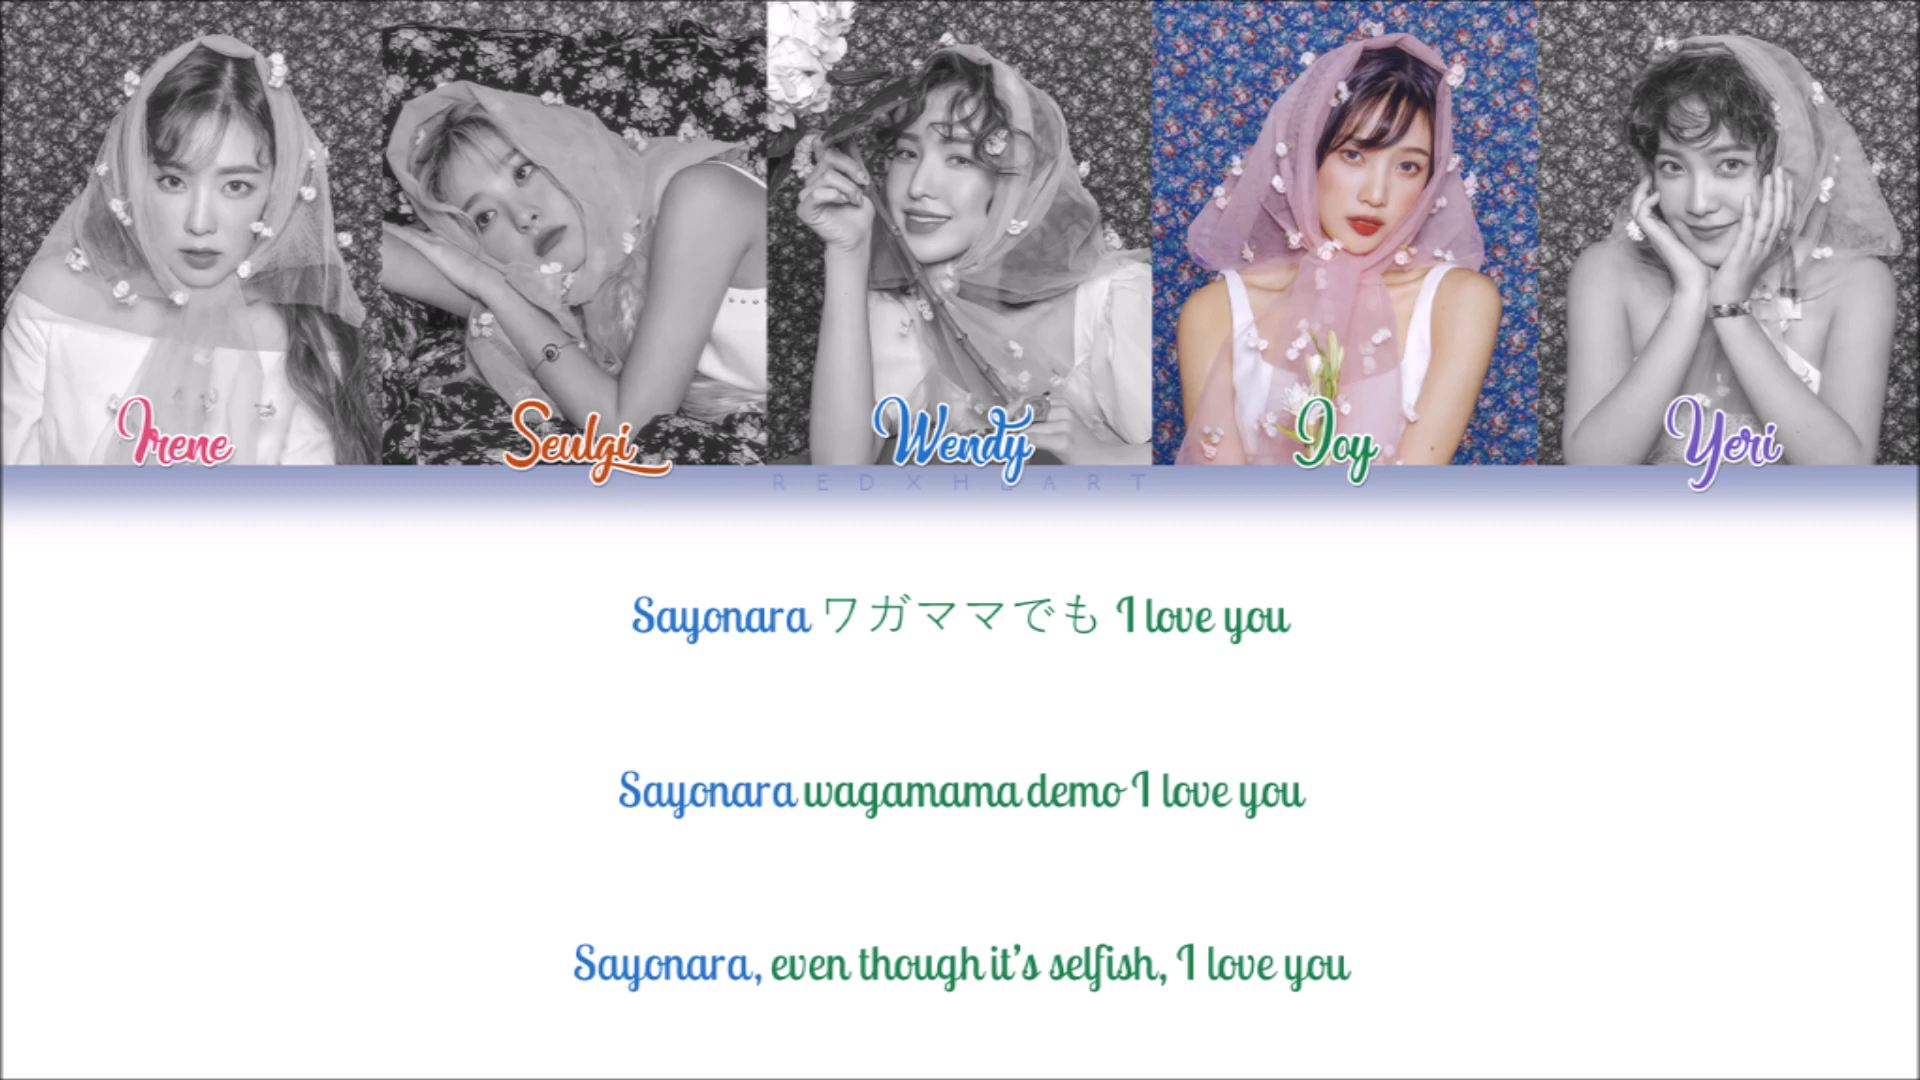 Irene
Seulgi
Wendy
Joy
Yeri
REDXHEART
Sayonara ワガママでも I love you
Sayonara wagamama demo I love you
Sayonara, even though it's selfish, I love you